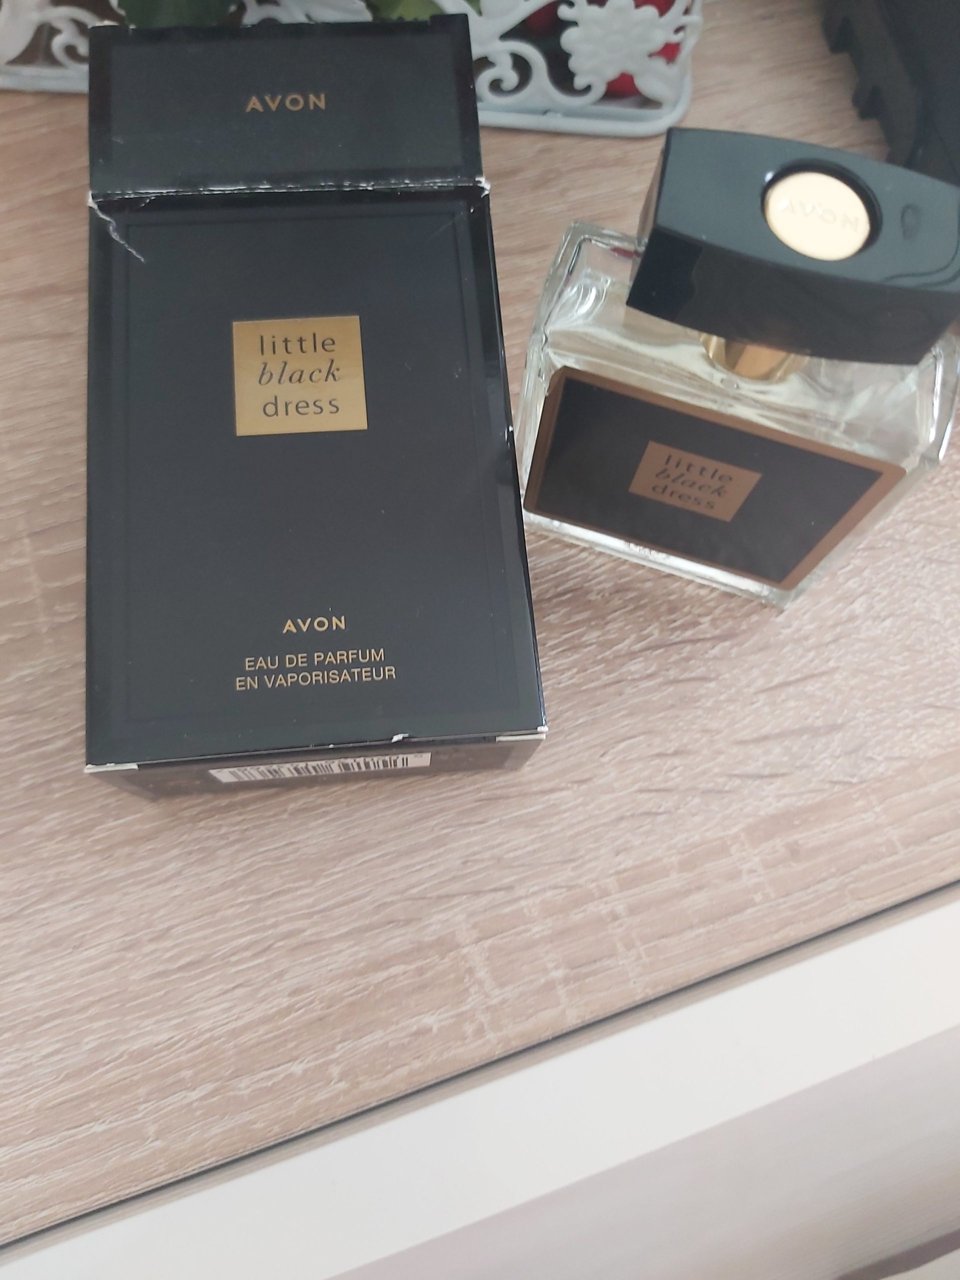 AVON
little
black
dress
AVON
EAU DE PARFUM
EN VAPORISATEUR
AVON
little
black
dress